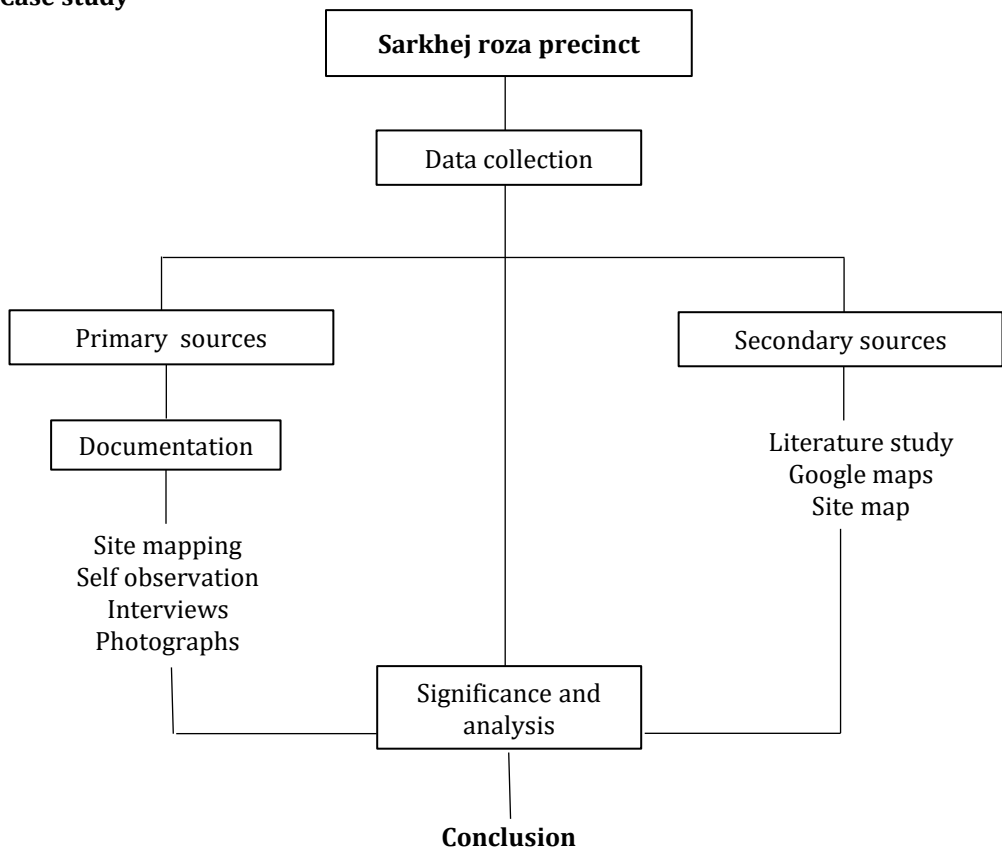 Case study
Sarkhej roza precinct
Data collection
Primary sources
Secondary sources
Documentation
Literature study
Google maps
Site map
Site mapping
Self observation
Interviews
Photographs
Significance and
analysis
Conclusion